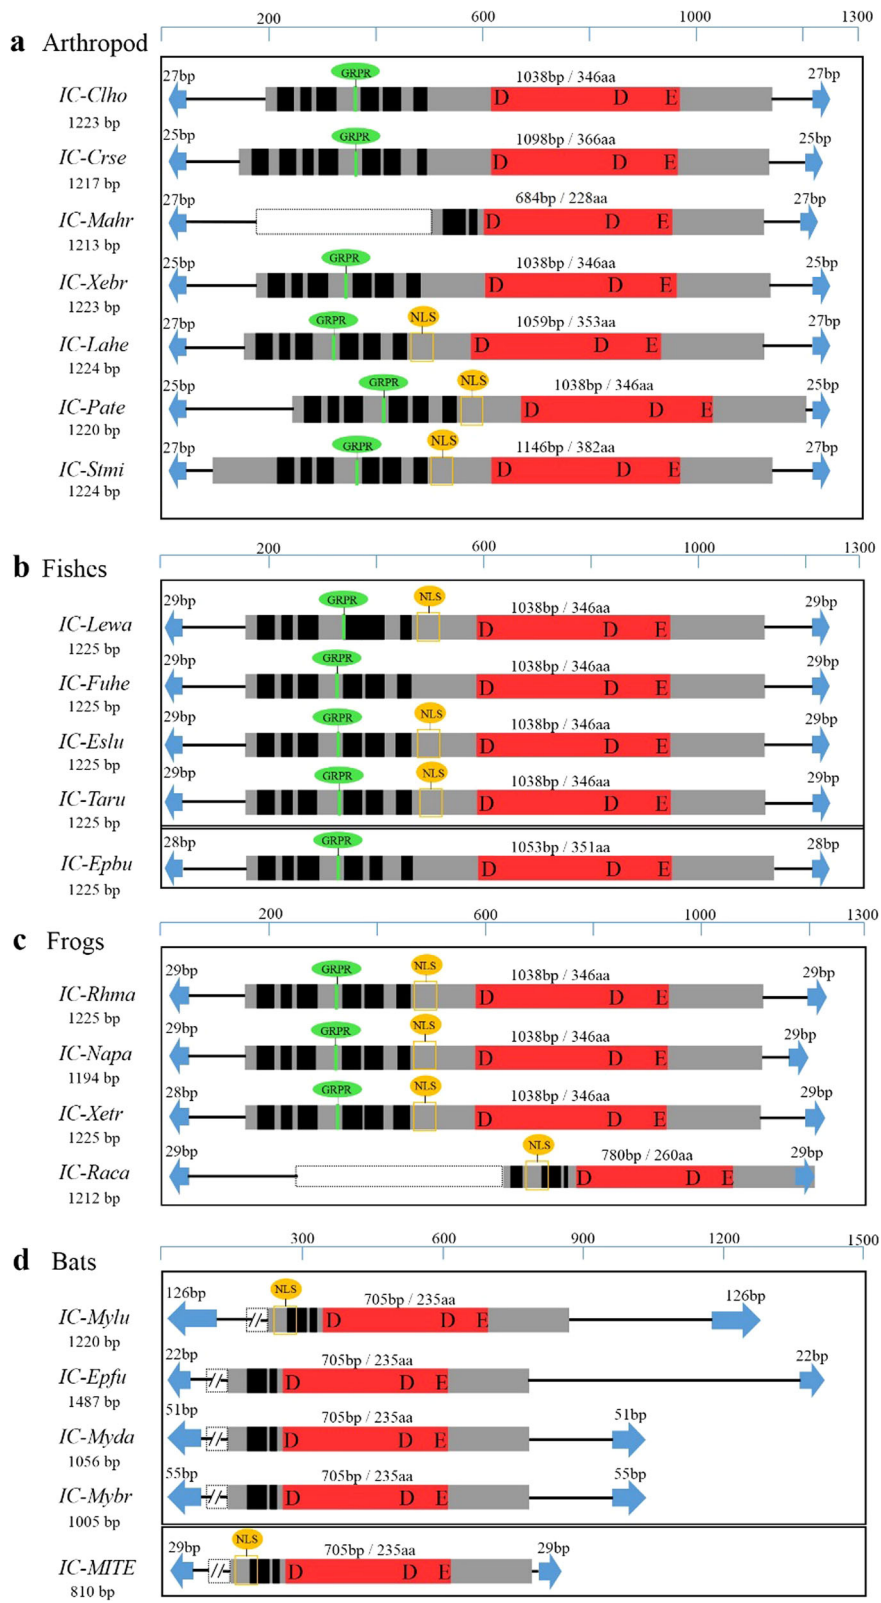 200 600 1000 1300
a Arthropod
27bp GRPR 1038bp / 346aa 27bp
IC-Clho D D E
1223 bp
25bp GRPR 1098bp / 366aa 25bp
IC-Crse D D E
1217 bp
27bp 684bp / 228aa 27bp
IC-Mahr D D E
1213 bp
25bp GRPR 1038bp / 346aa 25bp
IC-Xebr D D E
1223 bp
27bp GRPR NLS 1059bp / 353aa 27bp
IC-Lahe D D E
1224 bp
25bp GRPR NLS 1038bp / 346aa 25bp
IC-Pate D D E
1220 bp
27bp GRPR NLS 1146bp / 382aa 27bp
IC-Stmi D D E
1224 bp
200 600 1000 1300
b Fishes
29bp GRPR NLS 1038bp / 346aa 29bp
IC-Lewa D D E
1225 bp
29bp GRPR 1038bp / 346aa 29bp
IC-Fuhe D D E
1225 bp
29bp GRPR NLS 1038bp / 346aa 29bp
IC-Eslu D D E
1225 bp
29bp GRPR NLS 1038bp / 346aa 29bp
IC-Taru D D E
1225 bp
28bp GRPR 1053bp / 351aa 28bp
IC-Epbu D D E
1225 bp
200 600 1000 1300
c Frogs
29bp GRPR NLS 1038bp / 346aa 29bp
IC-Rhma D D E
1225 bp
29bp GRPR NLS 1038bp / 346aa 29bp
IC-Napa D D E
1194 bp
28bp GRPR NLS 1038bp / 346aa 29bp
IC-Xetr D D E
1225 bp
29bp NLS 780bp / 260aa 29bp
IC-Raca D D E
1212 bp
300 600 900 1200 1500
d Bats
126bp NLS 705bp / 235aa 126bp
IC-Mylu // D D E
1220 bp
22bp 705bp / 235aa 22bp
IC-Epfu // D D E
1487 bp
51bp 705bp / 235aa 51bp
IC-Myda // D D E
1056 bp
55bp 705bp / 235aa 55bp
IC-Mybr // D D E
1005 bp
29bp NLS 705bp / 235aa 29bp
IC-MITE // D D E
810 bp